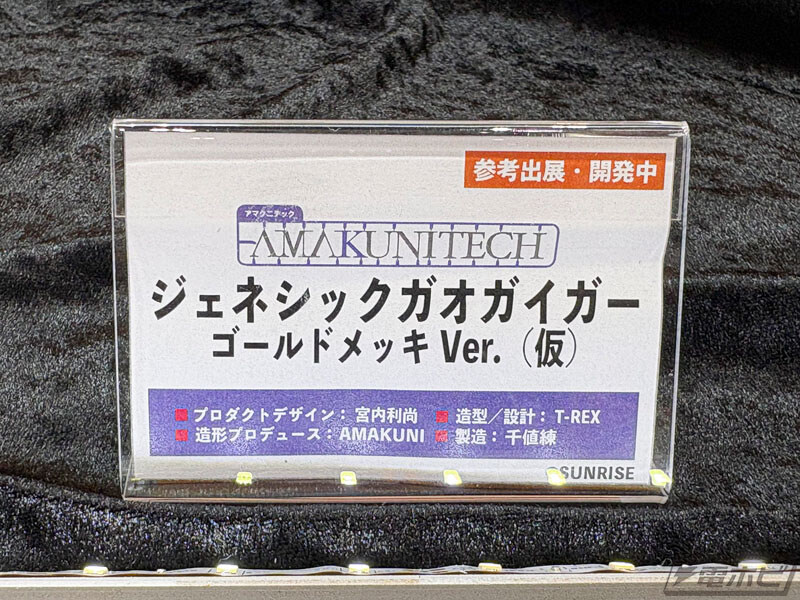 参考出展・開発中
アマクニテック
AMAKUNITECH
ジェネシックガオガイガー
ゴールドメッキ Ver.（仮）
■ プロダクトデザイン：宮内利尚 ■ 造型／設計：T-REX
■ 造形プロデュース：AMAKUNI ■ 製造：千値練
©SUNRISE
電ホビ